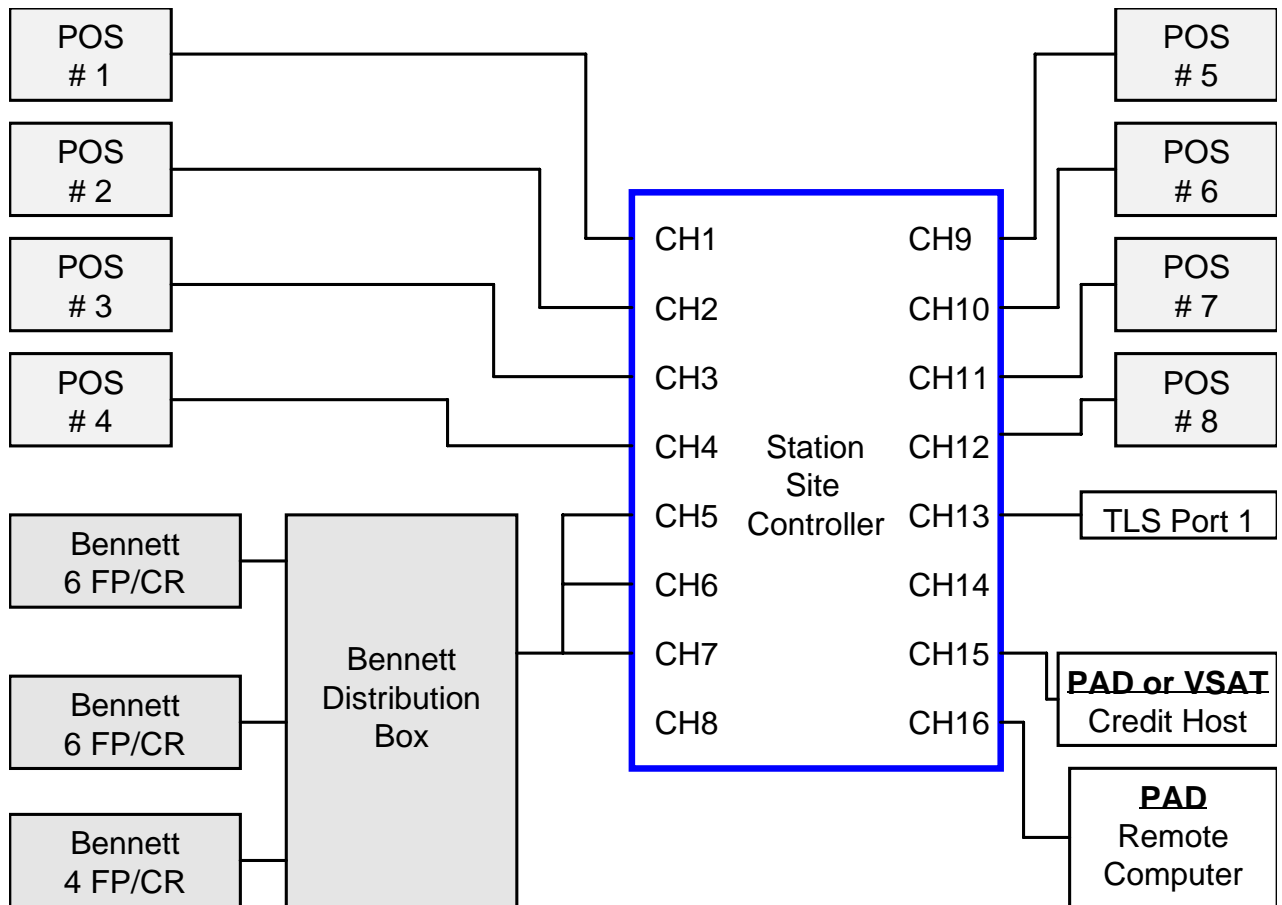 POS
# 1
POS
# 2
POS
# 3
POS
# 4
Bennett
6 FP/CR
Bennett
6 FP/CR
Bennett
4 FP/CR
Bennett
Distribution
Box
CH1
CH2
CH3
CH4
CH5
CH6
CH7
CH8
Station
Site
Controller
CH9
CH10
CH11
CH12
CH13
CH14
CH15
CH16
POS
# 5
POS
# 6
POS
# 7
POS
# 8
TLS Port 1
PAD or VSAT
Credit Host
PAD
Remote
Computer